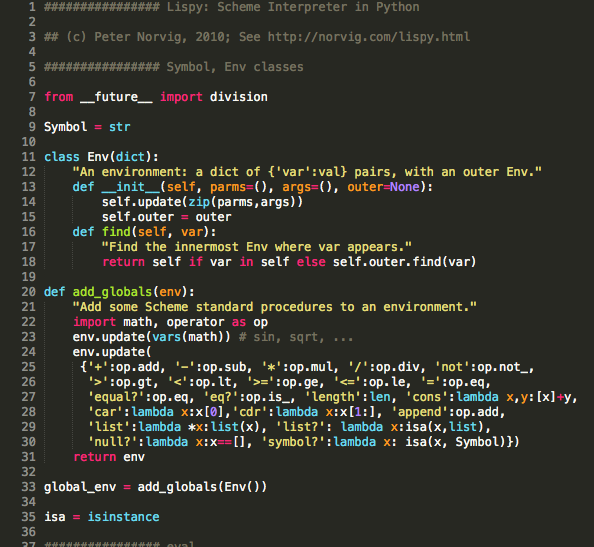 1 ################ Lispy: Scheme Interpreter in Python
2
3 ## (c) Peter Norvig, 2010; See http://norvig.com/lispy.html
4
5 ################ Symbol, Env classes
6
7 from __future__ import division
8
9 Symbol = str
10
11 class Env(dict):
12     "An environment: a dict of {'var':val} pairs, with an outer Env."
13     def __init__(self, parms=(), args=(), outer=None):
14         self.update(zip(parms,args))
15         self.outer = outer
16     def find(self, var):
17         "Find the innermost Env where var appears."
18         return self if var in self else self.outer.find(var)
19
20 def add_globals(env):
21     "Add some Scheme standard procedures to an environment."
22     import math, operator as op
23     env.update(vars(math)) # sin, sqrt, ...
24     env.update(
25      {'+':op.add, '-':op.sub, '*':op.mul, '/':op.div, 'not':op.not_,
26       '>':op.gt, '<':op.lt, '>=':op.ge, '<=':op.le, '=':op.eq,
27       'equal?':op.eq, 'eq?':op.is_, 'length':len, 'cons':lambda x,y:[x]+y,
28       'car':lambda x:x[0],'cdr':lambda x:x[1:], 'append':op.add,
29       'list':lambda *x:list(x), 'list?': lambda x:isa(x,list),
30       'null?':lambda x:x==[], 'symbol?':lambda x: isa(x, Symbol)})
31     return env
32
33 global_env = add_globals(Env())
34
35 isa = isinstance
36
37 ################ eval